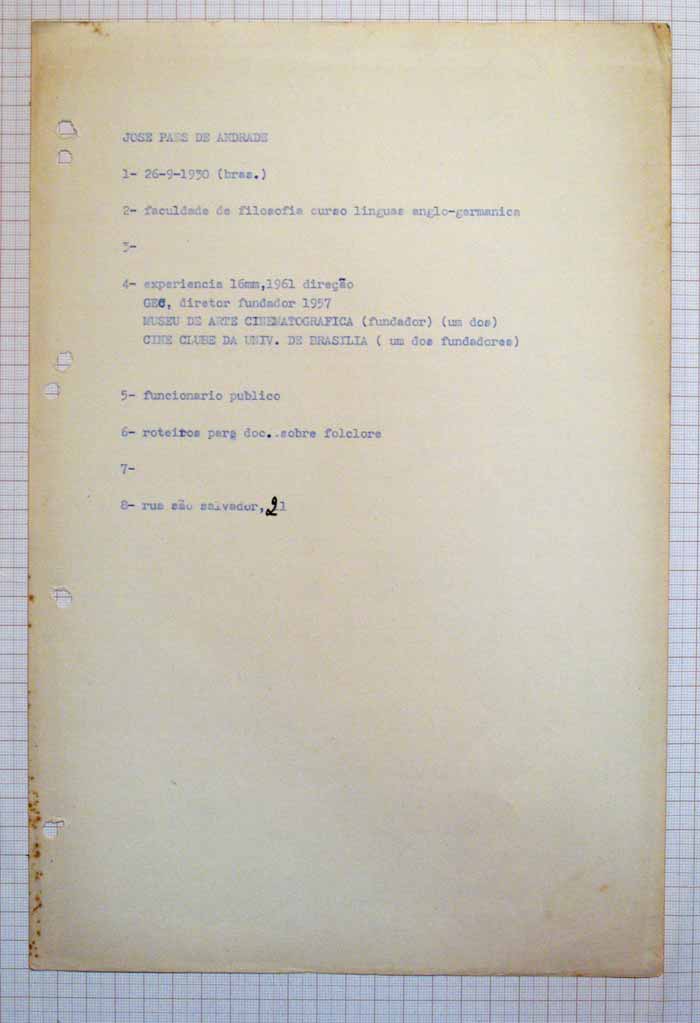 JOSE PAES DE ANDRADE
1- 26-9-1930 (bras.)
2- faculdade de filosofia curso linguas anglo-germanica
3-
4- experiencia 16mm,1961 direção
GEC, diretor fundador 1957
MUSEU DE ARTE CINEMATOGRAFICA (fundador) (um dos)
CINE CLUBE DA UNIV. DE BRASILIA ( um dos fundadores)
5- funcionario publico
6- roteiros para doc..sobre folclore
7-
8- rua são salvador,21